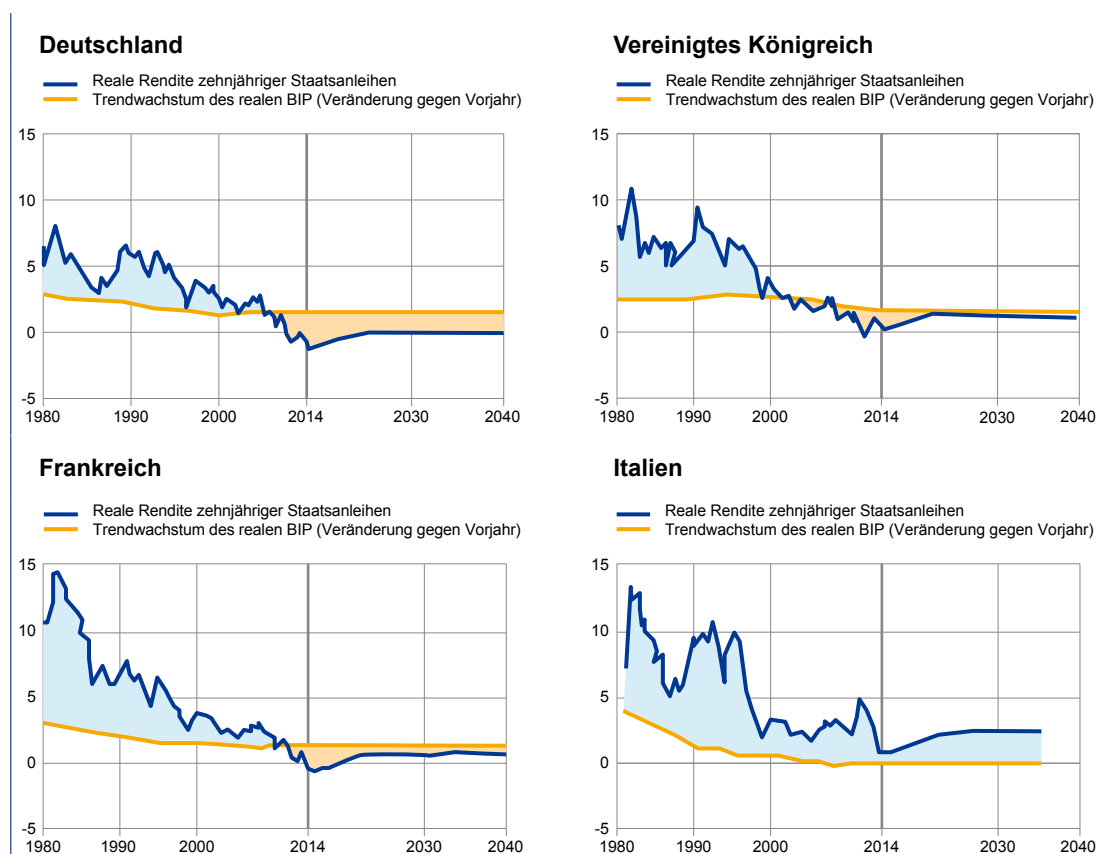 Deutschland
Reale Rendite zehnjähriger Staatsanleihen
Trendwachstum des realen BIP (Veränderung gegen Vorjahr)
15
10
5
0
-5
1980 1990 2000 2014 2030 2040
Vereinigtes Königreich
Reale Rendite zehnjähriger Staatsanleihen
Trendwachstum des realen BIP (Veränderung gegen Vorjahr)
15
10
5
0
-5
1980 1990 2000 2014 2030 2040
Frankreich
Reale Rendite zehnjähriger Staatsanleihen
Trendwachstum des realen BIP (Veränderung gegen Vorjahr)
15
10
5
0
-5
1980 1990 2000 2014 2030 2040
Italien
Reale Rendite zehnjähriger Staatsanleihen
Trendwachstum des realen BIP (Veränderung gegen Vorjahr)
15
10
5
0
-5
1980 1990 2000 2014 2030 2040